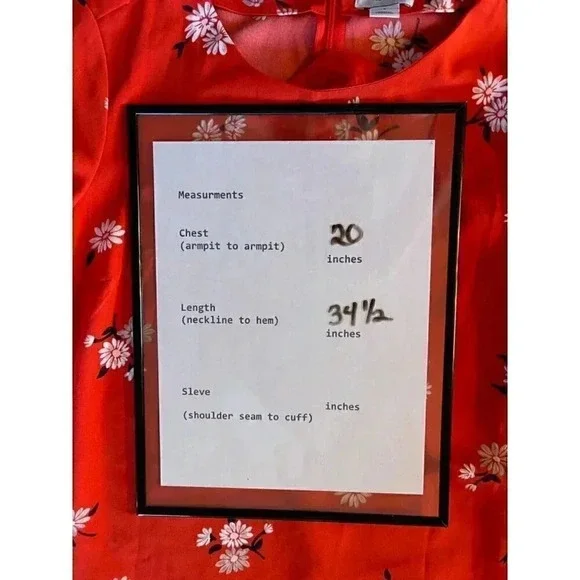 Measurments
Chest 20
(armpit to armpit)
inches
Length 34 1/2
(neckline to hem)
inches
Sleve
inches
(shoulder seam to cuff)